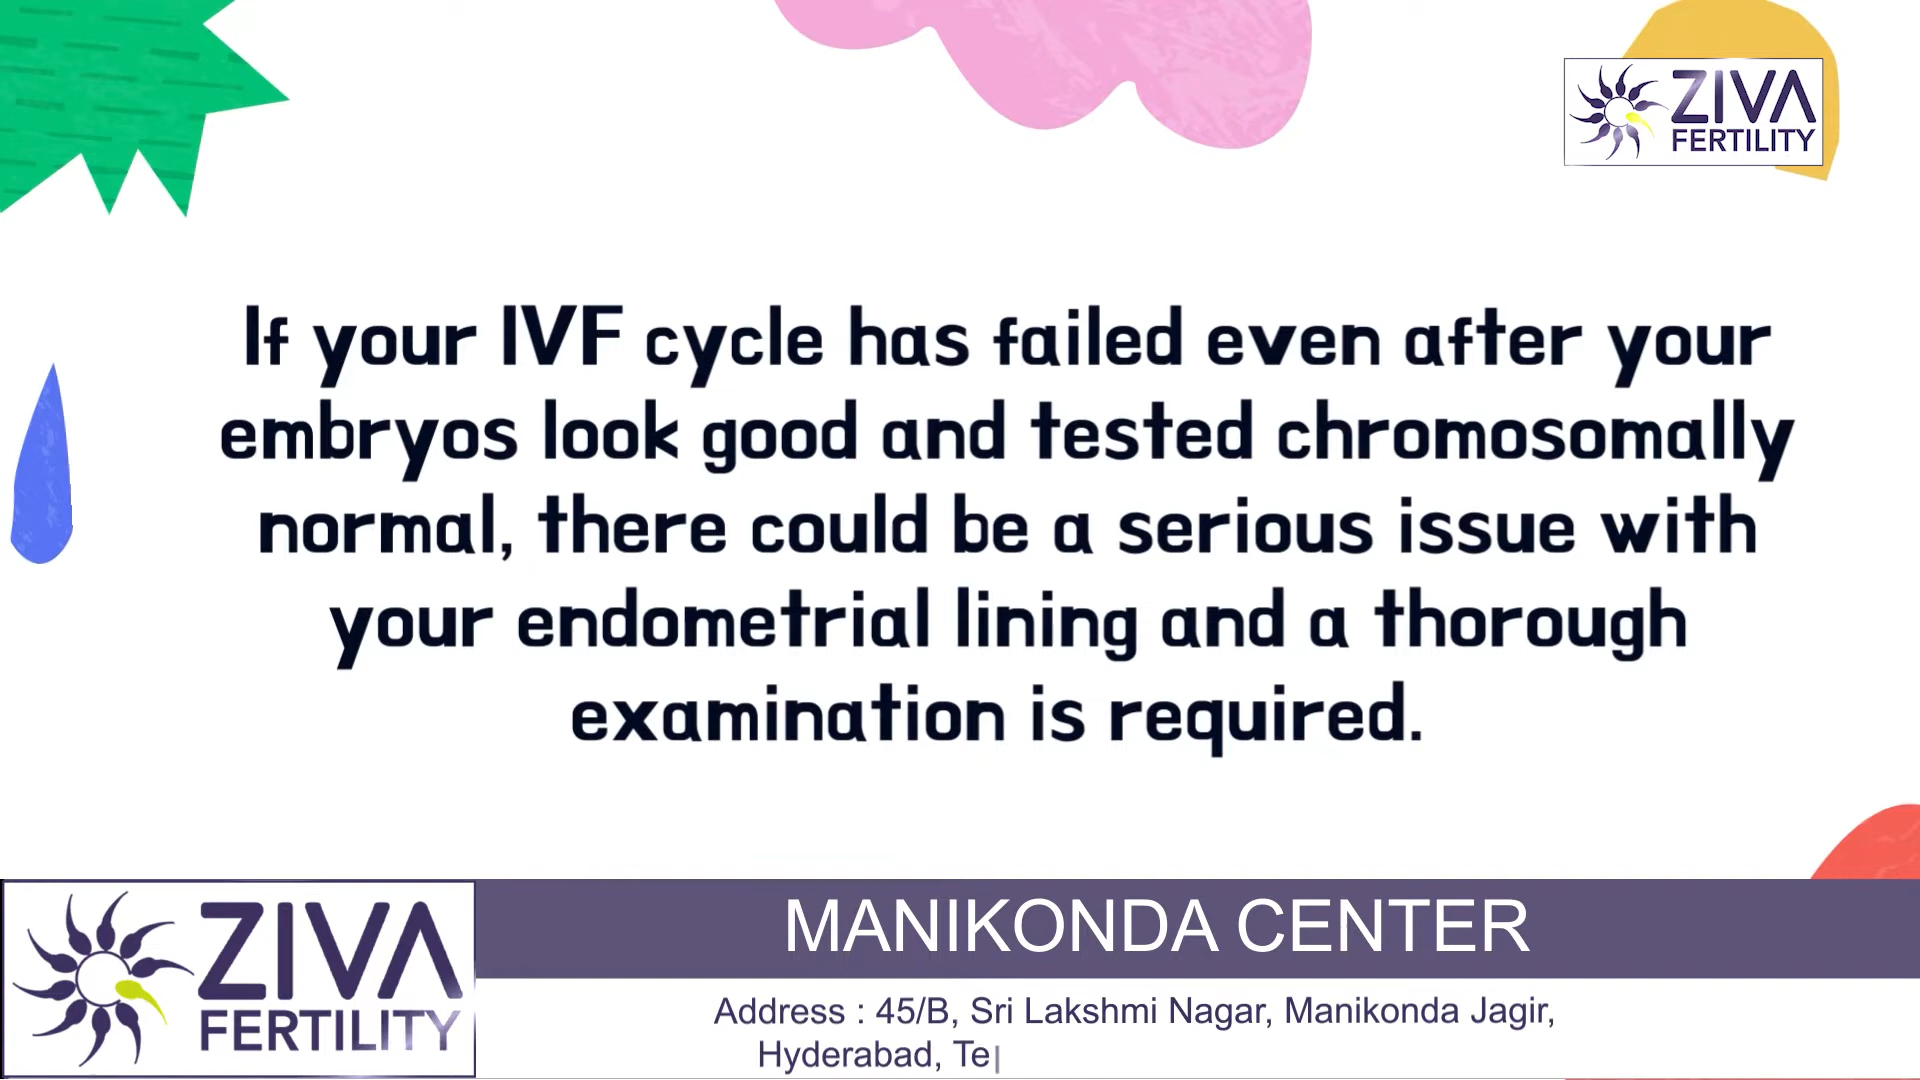 ZIVA
FERTILITY
If your IVF cycle has failed even after your
embryos look good and tested chromosomally
normal, there could be a serious issue with
your endometrial lining and a thorough
examination is required.
ZIVA
FERTILITY
MANIKONDA CENTER
Address : 45/B, Sri Lakshmi Nagar, Manikonda Jagir,
Hyderabad, Te